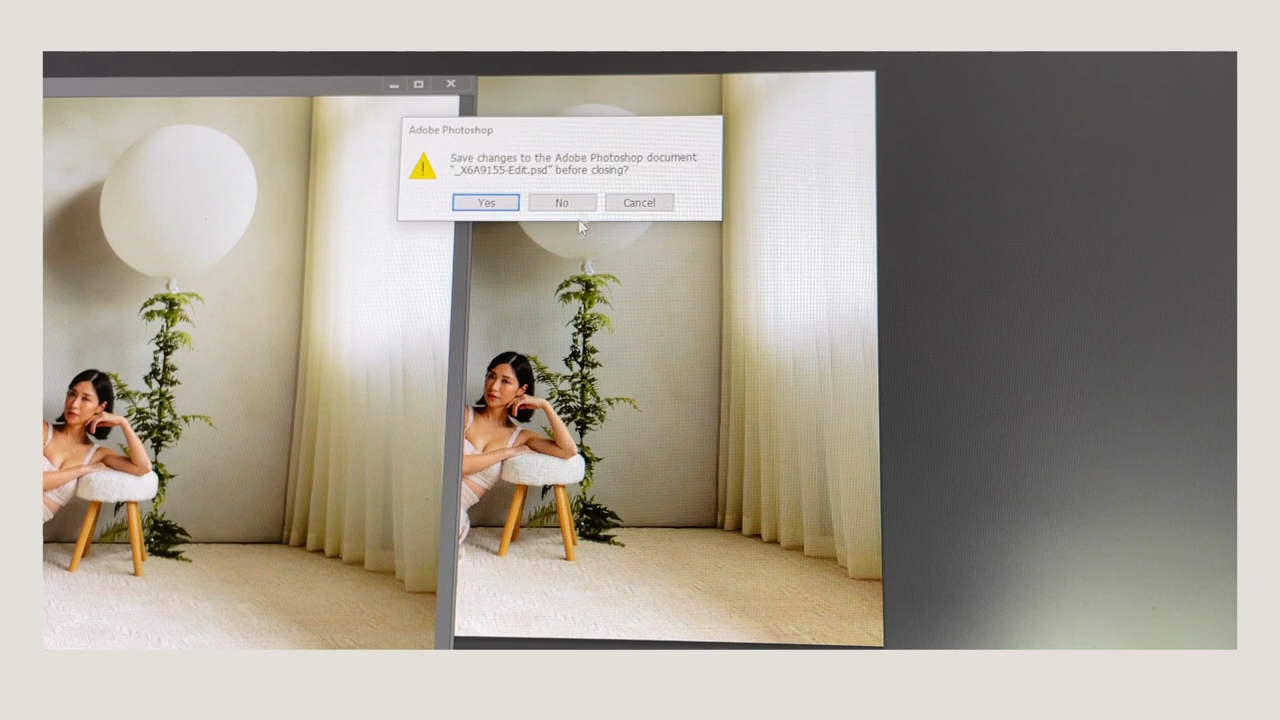 Adobe Photoshop
Save changes to the Adobe Photoshop document
"_X6A9155-Edit.psd" before closing?
Yes No Cancel